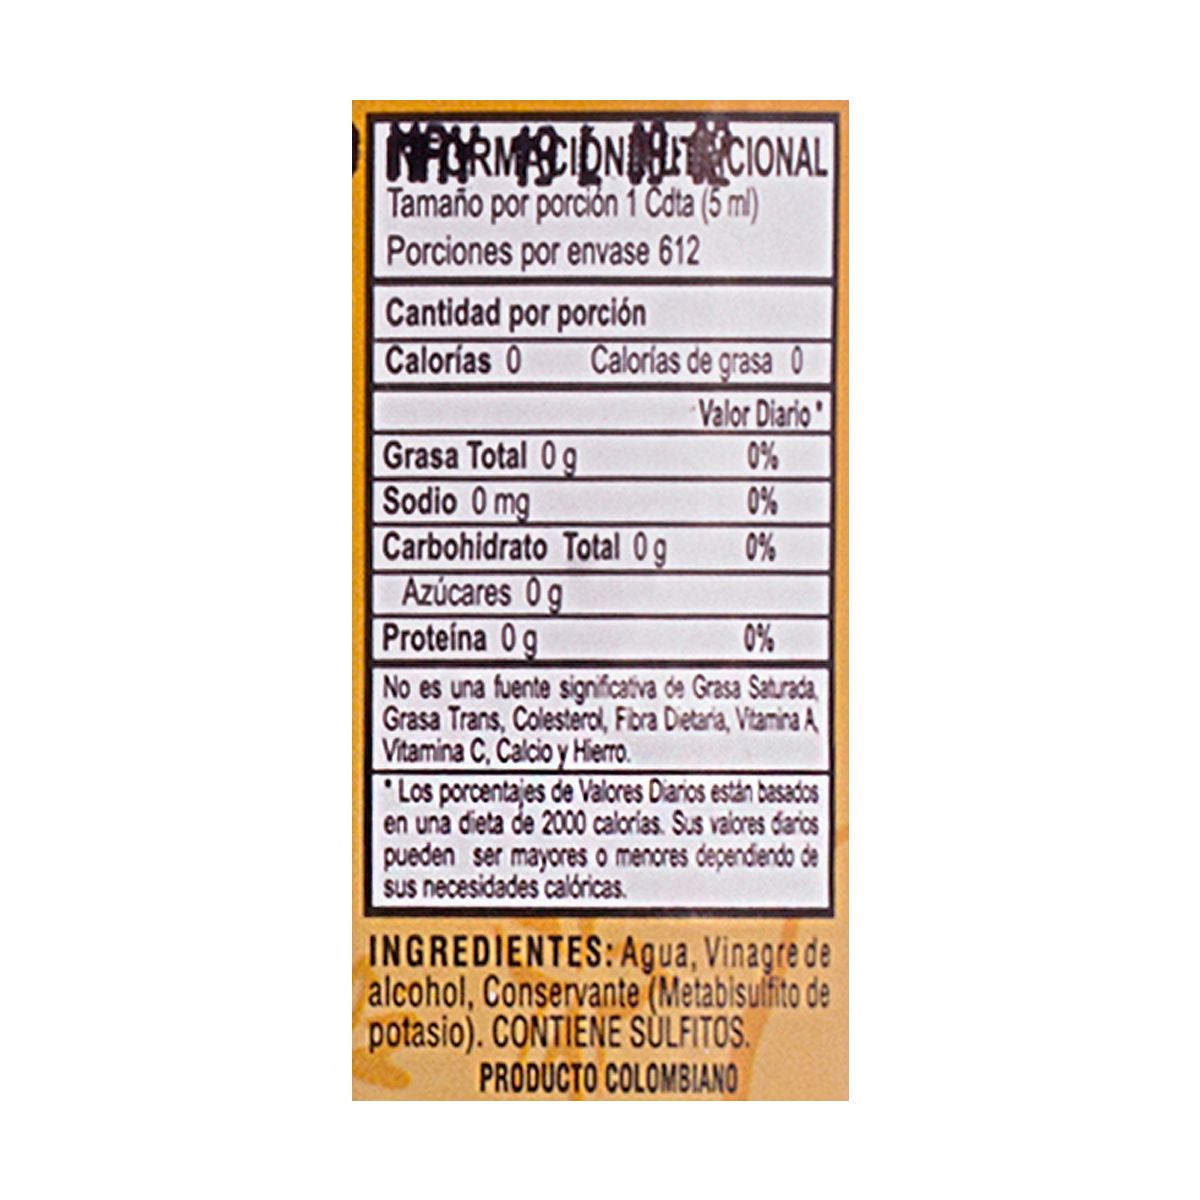 CIONAL
Tamaño por porción 1 Cdta (5 ml)
Porciones por envase 612
Cantidad por porción
Calorías 0 Calorías de grasa 0
Valor Diario *
Grasa Total 0 g 0%
Sodio 0 mg 0%
Carbohidrato Total 0 g 0%
Azúcares 0 g
Proteína 0 g 0%
No es una fuente significativa de Grasa Saturada,
Grasa Trans, Colesterol, Fibra Dietaria, Vitamina A,
Vitamina C, Calcio y Hierro.
* Los porcentajes de Valores Diarios están basados
en una dieta de 2000 calorías. Sus valores diarios
pueden ser mayores o menores dependiendo de
sus necesidades calóricas.
INGREDIENTES: Agua, Vinagre de
alcohol, Conservante (Metabisulfito de
potasio). CONTIENE SULFITOS.
PRODUCTO COLOMBIANO